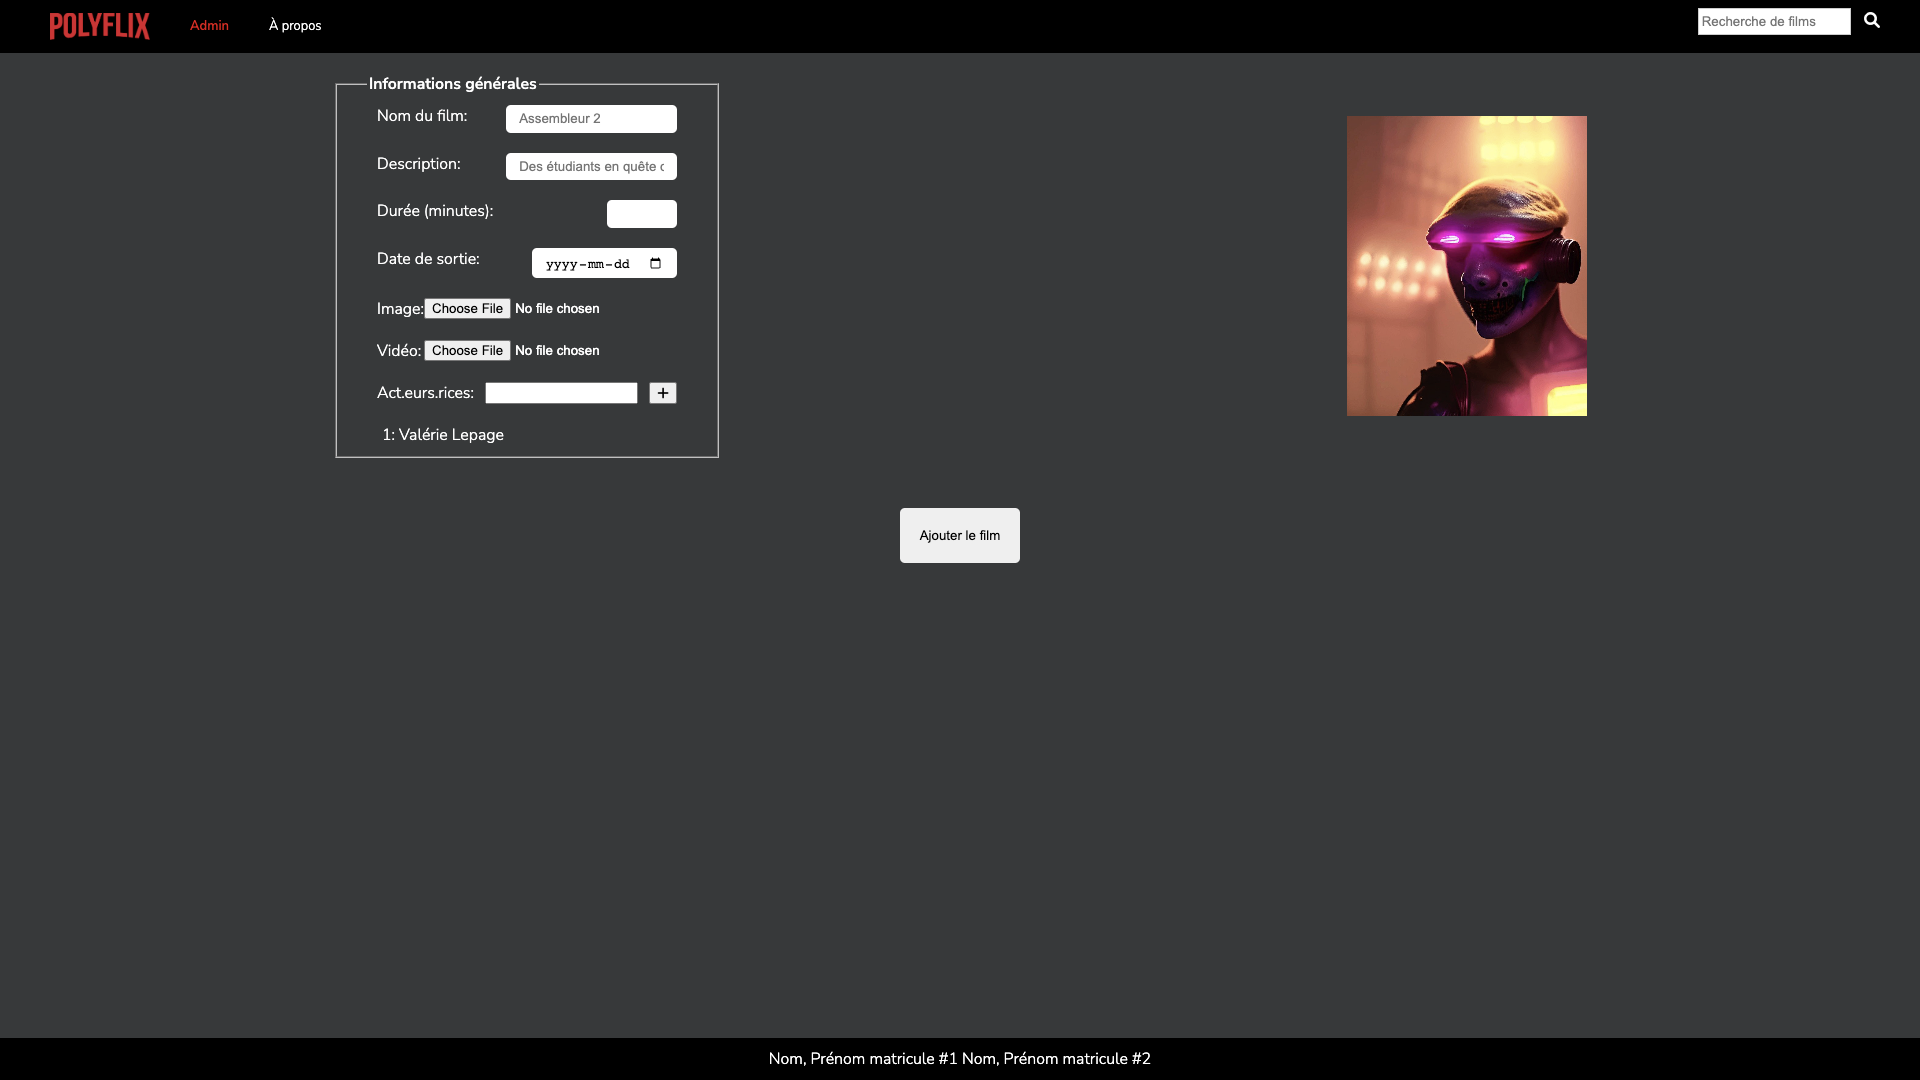 POLYFLIX Admin À propos Recherche de films
Informations générales
Nom du film: Assembleur 2
Description: Des étudiants en quête d
Durée (minutes):
Date de sortie: yyyy-mm-dd
Image: Choose File No file chosen
Vidéo: Choose File No file chosen
Act.eurs.rices: +
1: Valérie Lepage
Ajouter le film
Nom, Prénom matricule #1 Nom, Prénom matricule #2